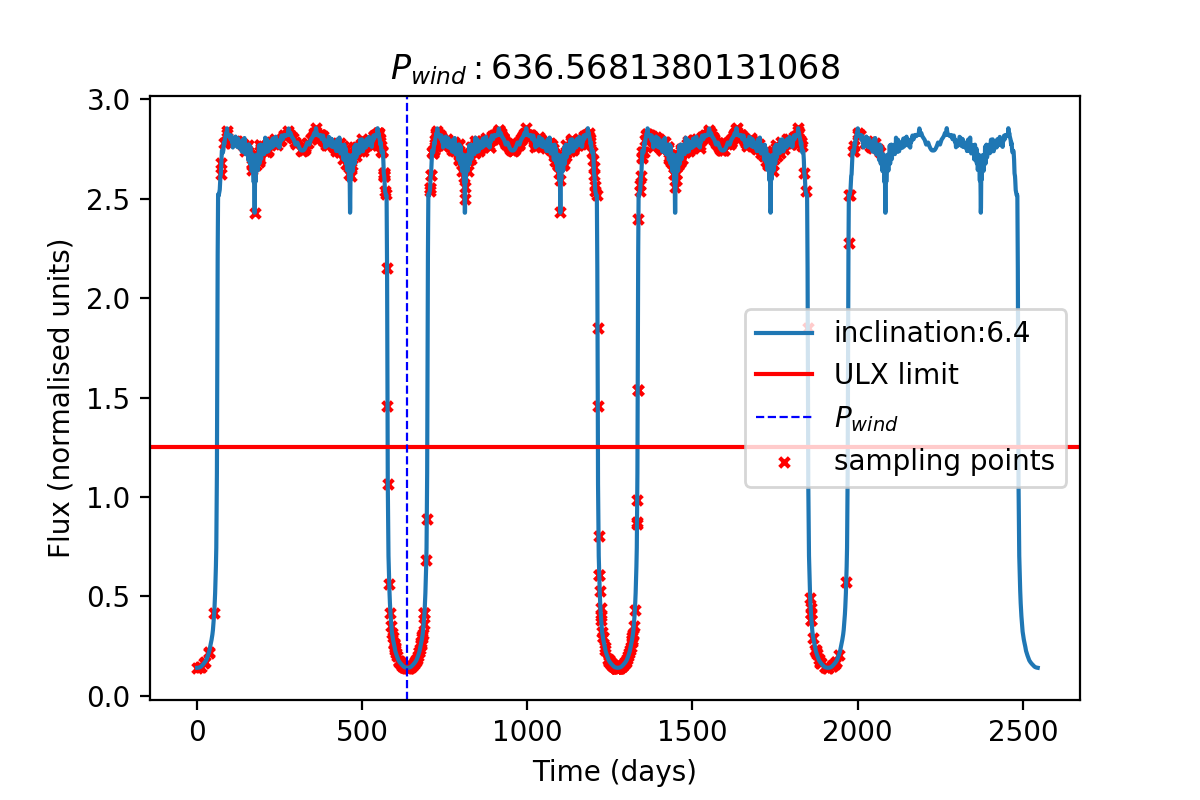 P_wind : 636.5681380131068
3.0
2.5
2.0
1.5
1.0
0.5
0.0
Flux (normalised units)
inclination:6.4
ULX limit
P_wind
sampling points
0 500 1000 1500 2000 2500
Time (days)